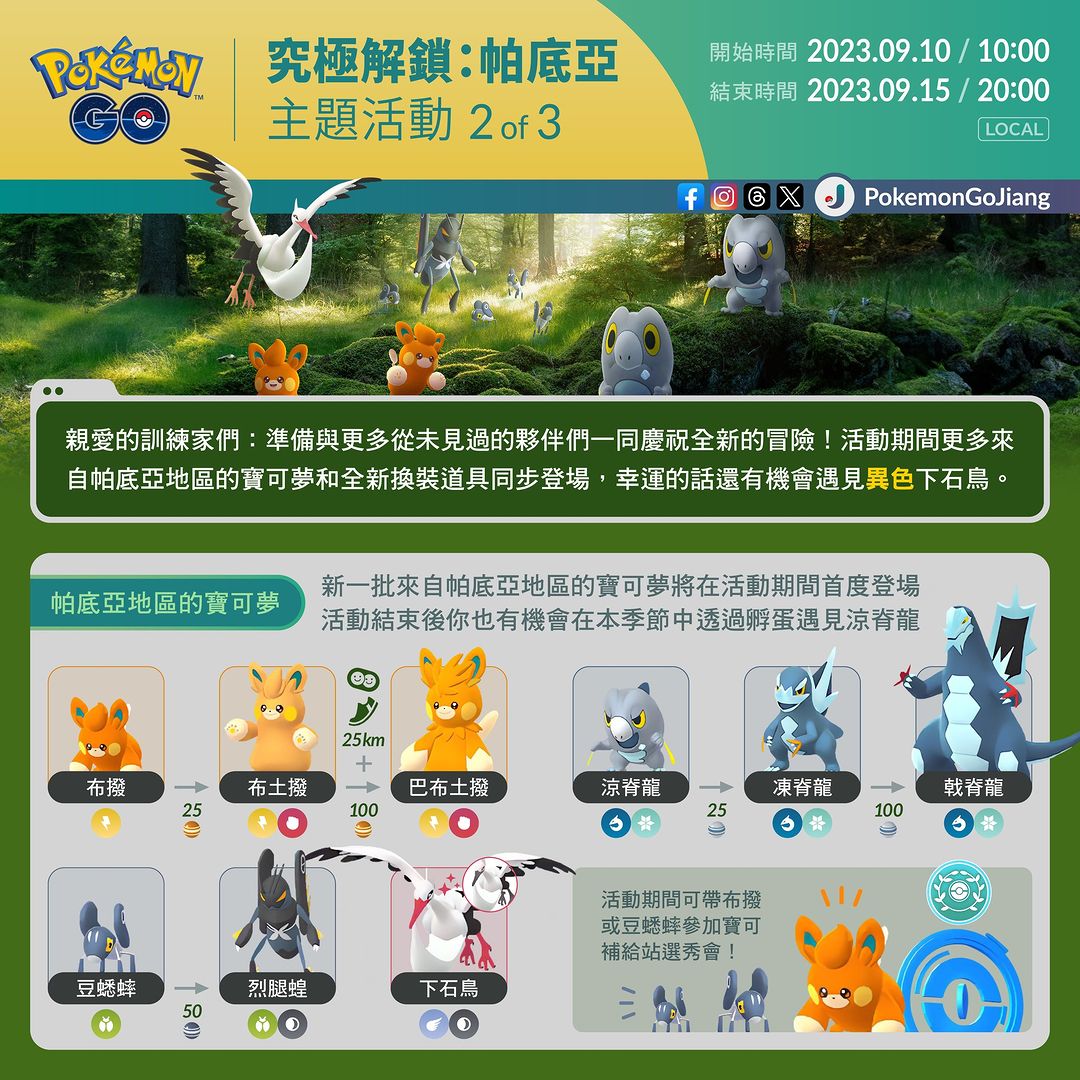 POKÉMON
GO
TM
究極解鎖：帕底亞
主題活動 2 of 3
開始時間 2023.09.10 / 10:00
結束時間 2023.09.15 / 20:00
LOCAL
PokemonGoJiang
親愛的訓練家們：準備與更多從未見過的夥伴們一同慶祝全新的冒險！活動期間更多來
自帕底亞地區的寶可夢和全新換裝道具同步登場，幸運的話還有機會遇見異色下石鳥。
帕底亞地區的寶可夢
新一批來自帕底亞地區的寶可夢將在活動期間首度登場
活動結束後你也有機會在本季節中透過孵蛋遇見涼脊龍
布撥
25
布土撥
25km
+
100
巴布土撥
涼脊龍
25
凍脊龍
100
戟脊龍
豆蟋蟀
50
烈腿蝗
下石鳥
活動期間可帶布撥
或豆蟋蟀參加寶可
補給站選秀會！